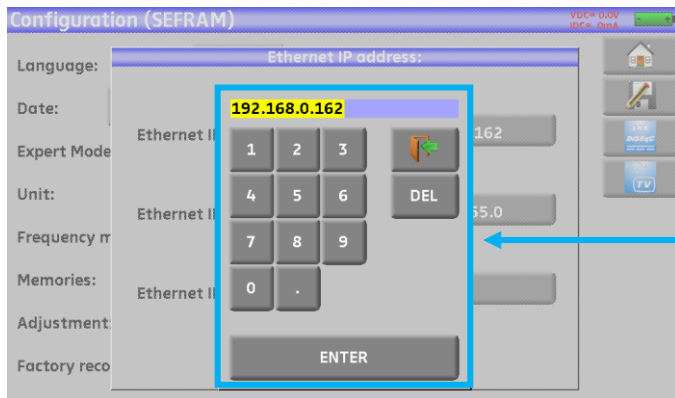 Configuration (SEFRAM)
VDC= 0.0V
IDC= 0mA
Ethernet IP address:
Language:
192.168.0.162
Date:
Ethernet I
162
1 2 3
Expert Mode
Unit:
4 5 6 DEL
Ethernet I
55.0
Frequency m
7 8 9
Memories:
Ethernet I
0 .
Adjustment:
ENTER
Factory reco
DiSEqC
TV